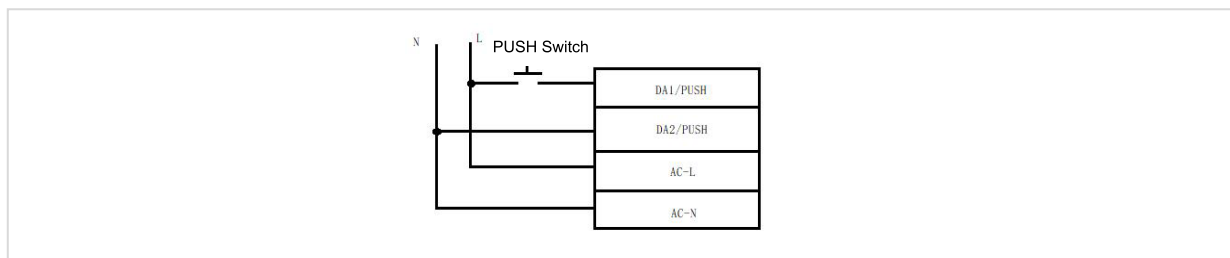 N
L
PUSH Switch
DA1/PUSH
DA2/PUSH
AC-L
AC-N